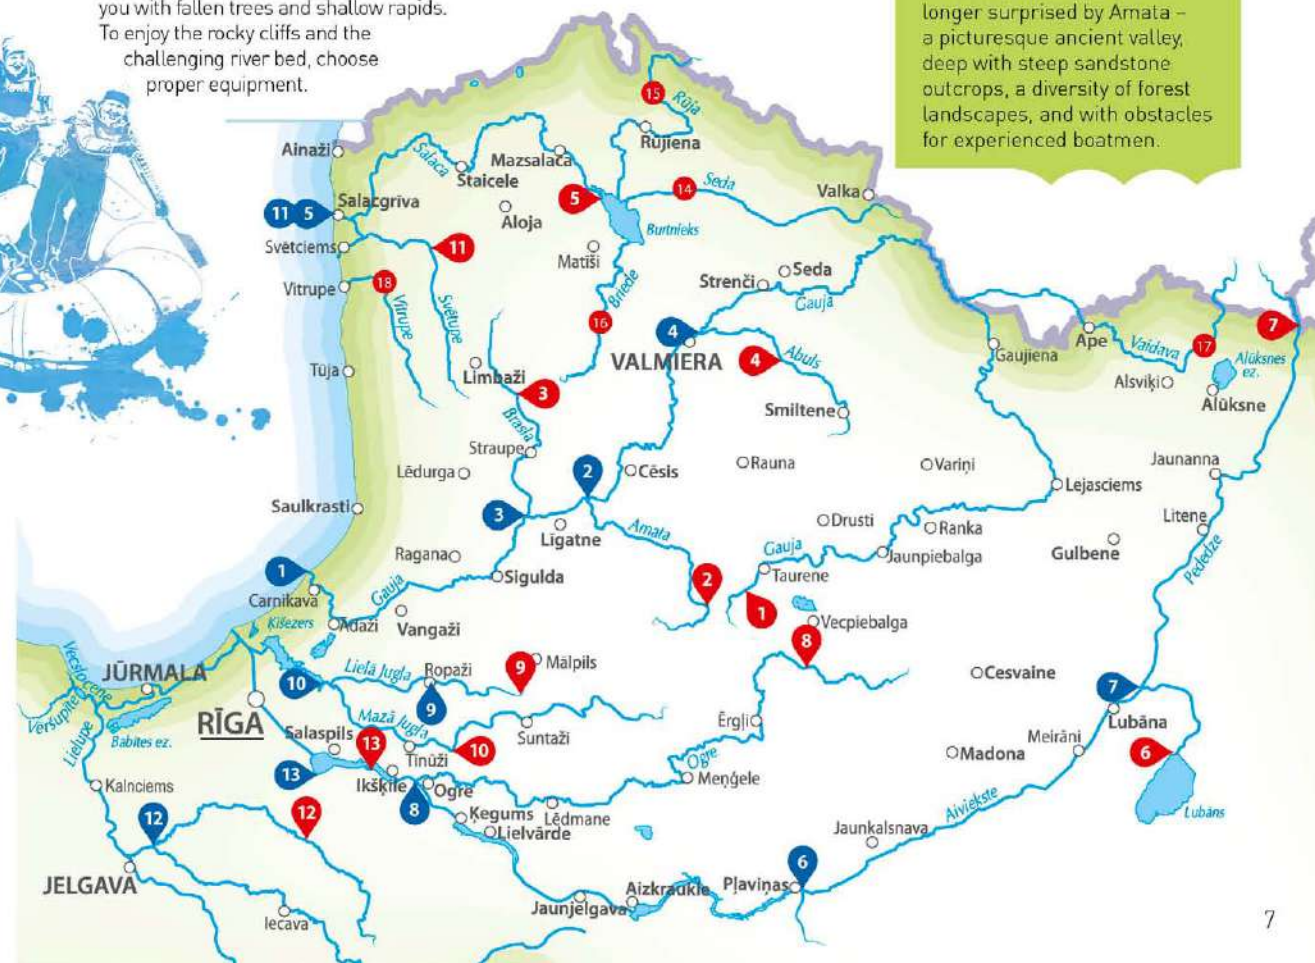 you with fallen trees and shallow rapids.
To enjoy the rocky cliffs and the
challenging river bed, choose
proper equipment.
longer surprised by Amata –
a picturesque ancient valley,
deep with steep sandstone
outcrops, a diversity of forest
landscapes, and with obstacles
for experienced boatmen.
15
Rūja
Rūjiena
Ainaži
Salaca
Mazsalaca
Staicele
Salacgrīva
11 5
5
14
Seda
Valka
Aloja
Burtnieks
Svētciems
11
Matīši
Vitrupe
18
Vitrupe
Svētupe
Briede
16
Strenči
Seda
Gauja
4
VALMIERA
4
Abuls
Gaujiena
Ape
Vaidava
17
7
Alūksnes
ez.
Alsviķi
Alūksne
Tūja
Limbaži
3
Brasla
Smiltene
Straupe
Lēdurga
2
Cēsis
Rauna
Variņi
Jaunanna
Lejasciems
Saulkrasti
3
Līgatne
Amata
Drusti
Ranka
Litene
Gulbene
Ragana
Sigulda
Gauja
Jaunpiebalga
Taurene
Pededze
1
Carnikava
Gauja
2
1
Ādaži
Vangaži
Ķīšezers
Vecpiebalga
8
Vecslocene
JŪRMALA
Lielā Jugla
Ropaži
9
Mālpils
Cesvaine
10
9
7
Lubāna
Vēršupīte
Lielupe
Babītes ez.
RĪGA
Mazā Jugla
Salaspils
13
Tīnūži
10
Suntaži
Ērgļi
Ogre
Madona
Meirāni
6
Kalnciems
13
Ikšķile
Ogre
8
Meņģele
Lubāns
12
12
Ķegums
Lēdmane
Lielvārde
Aiviekste
Jaunkalsnava
JELGAVA
6
Pļaviņas
Aizkraukle
Jaunjelgava
Iecava
7